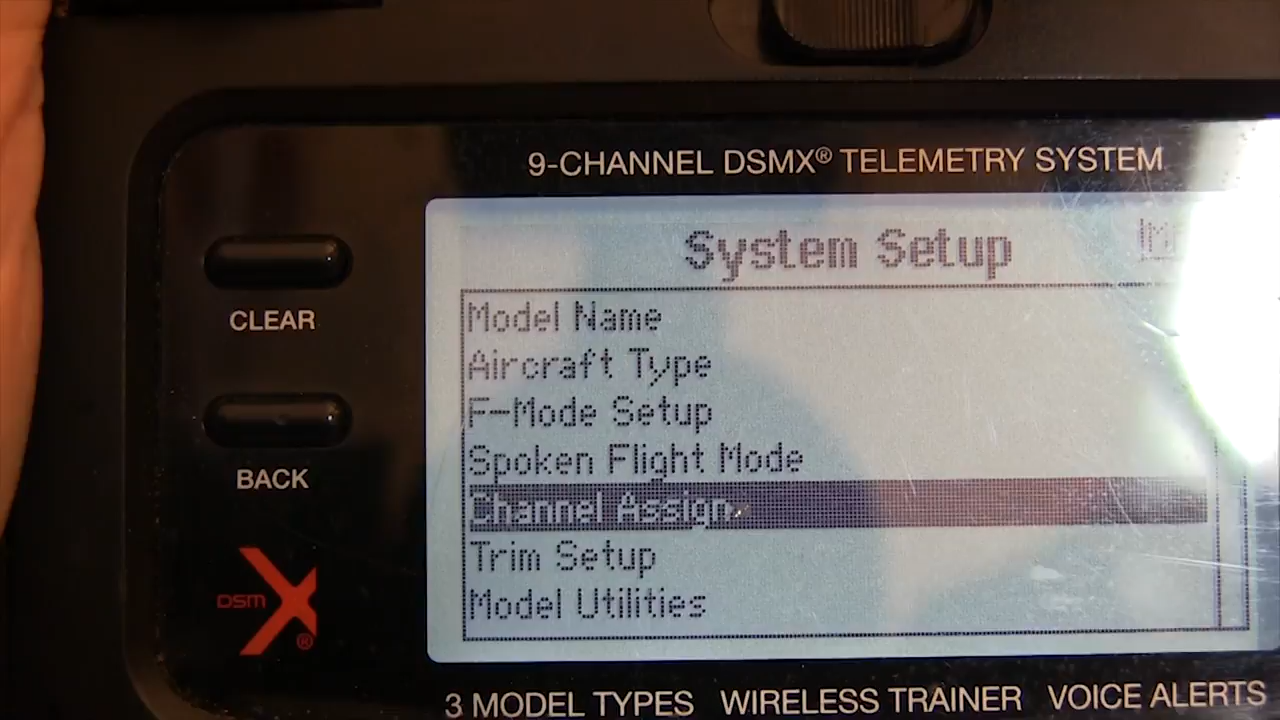 9-CHANNEL DSMX® TELEMETRY SYSTEM
System Setup
Model Name
Aircraft Type
F-Mode Setup
Spoken Flight Mode
Channel Assign
Trim Setup
Model Utilities
CLEAR
BACK
DSM X®
3 MODEL TYPES WIRELESS TRAINER VOICE ALERTS